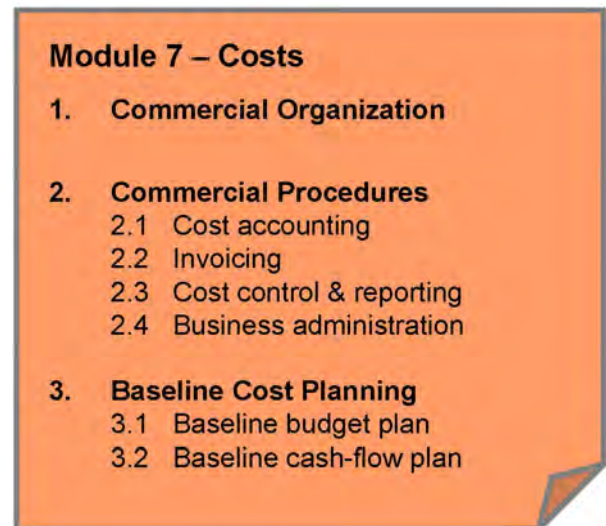 Module 7 – Costs
1. Commercial Organization
2. Commercial Procedures
2.1 Cost accounting
2.2 Invoicing
2.3 Cost control & reporting
2.4 Business administration
3. Baseline Cost Planning
3.1 Baseline budget plan
3.2 Baseline cash-flow plan